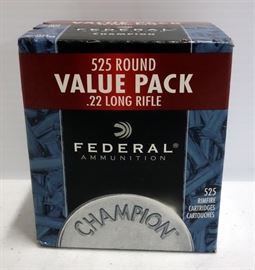 525 ROUND
VALUE PACK
.22 LONG RIFLE
FEDERAL®
AMMUNITION
CHAMPION
525
RIMFIRE
CARTRIDGES
CARTOUCHES